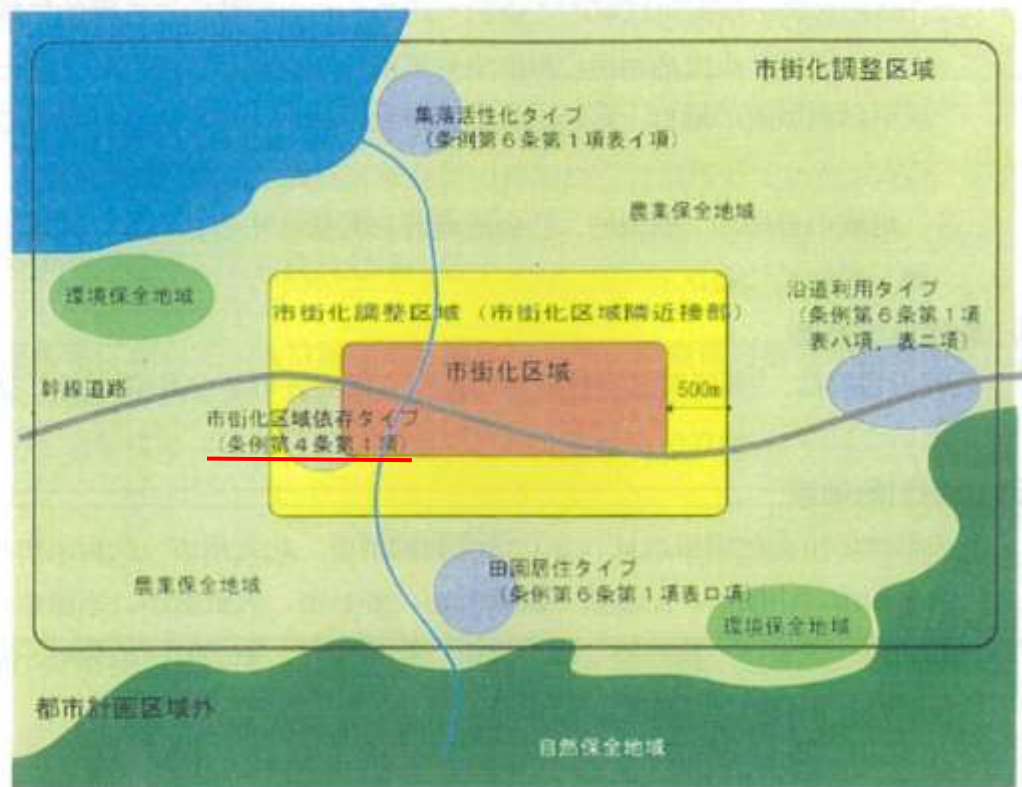 市街化調整区域
集落活性化タイプ
（条例第６条第１項表イ項）
農業保全地域
環境保全地域
沿道利用タイプ
（条例第６条第１項
表ハ項，表ニ項）
市街化調整区域（市街化区域隣近接部）
市街化区域
500m
幹線道路
市街化区域依存タイプ
（条例第４条第１項）
農業保全地域
田園居住タイプ
（条例第６条第１項表ロ項）
環境保全地域
都市計画区域外
自然保全地域